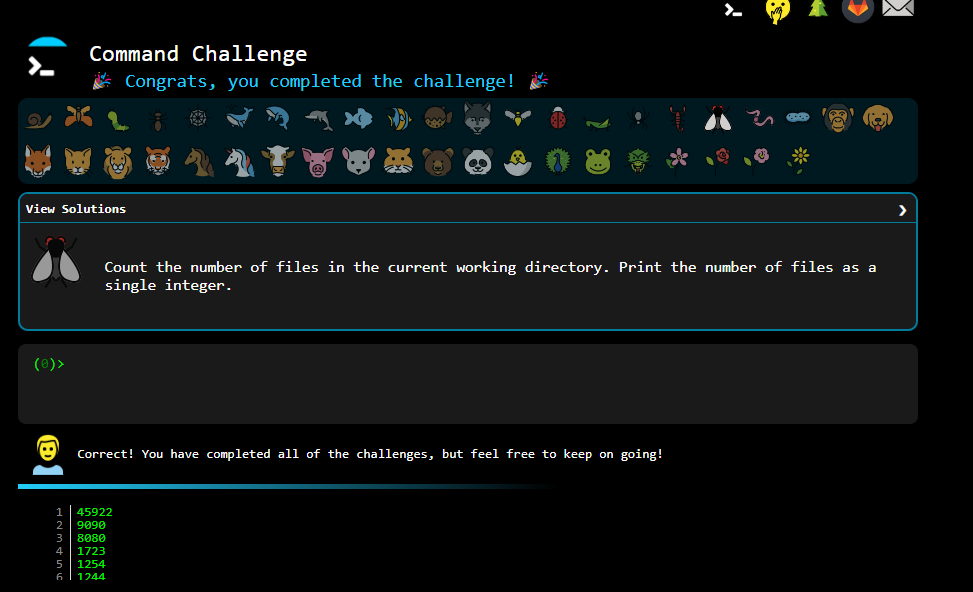 Command Challenge
🎉 Congrats, you completed the challenge! 🎉
View Solutions
Count the number of files in the current working directory. Print the number of files as a
single integer.
(0)>
Correct! You have completed all of the challenges, but feel free to keep on going!
1 45922
2 9090
3 8080
4 1723
5 1254
6 1244